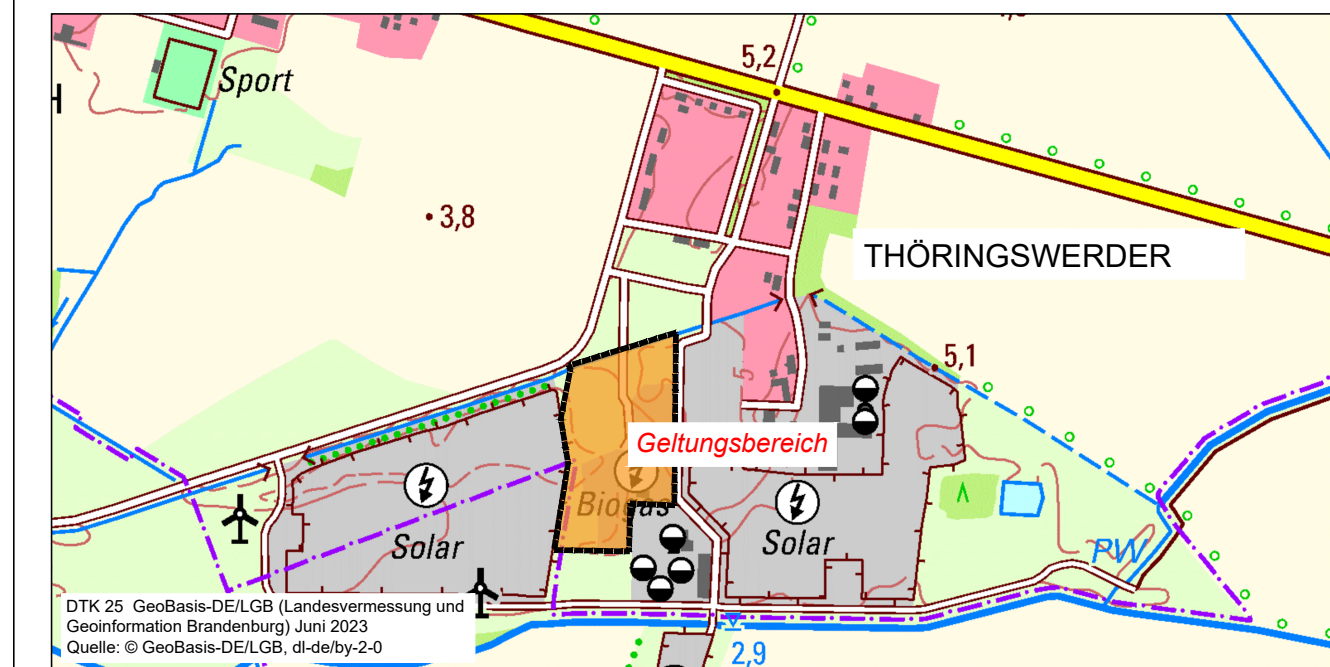 5,2
Sport
H
3,8
THÖRINGSWERDER
5,1
5
Geltungsbereich
Biogas
Solar
Solar
PW
DTK 25 GeoBasis-DE/LGB (Landesvermessung und
Geoinformation Brandenburg) Juni 2023
Quelle: © GeoBasis-DE/LGB, dl-de/by-2-0
2,9